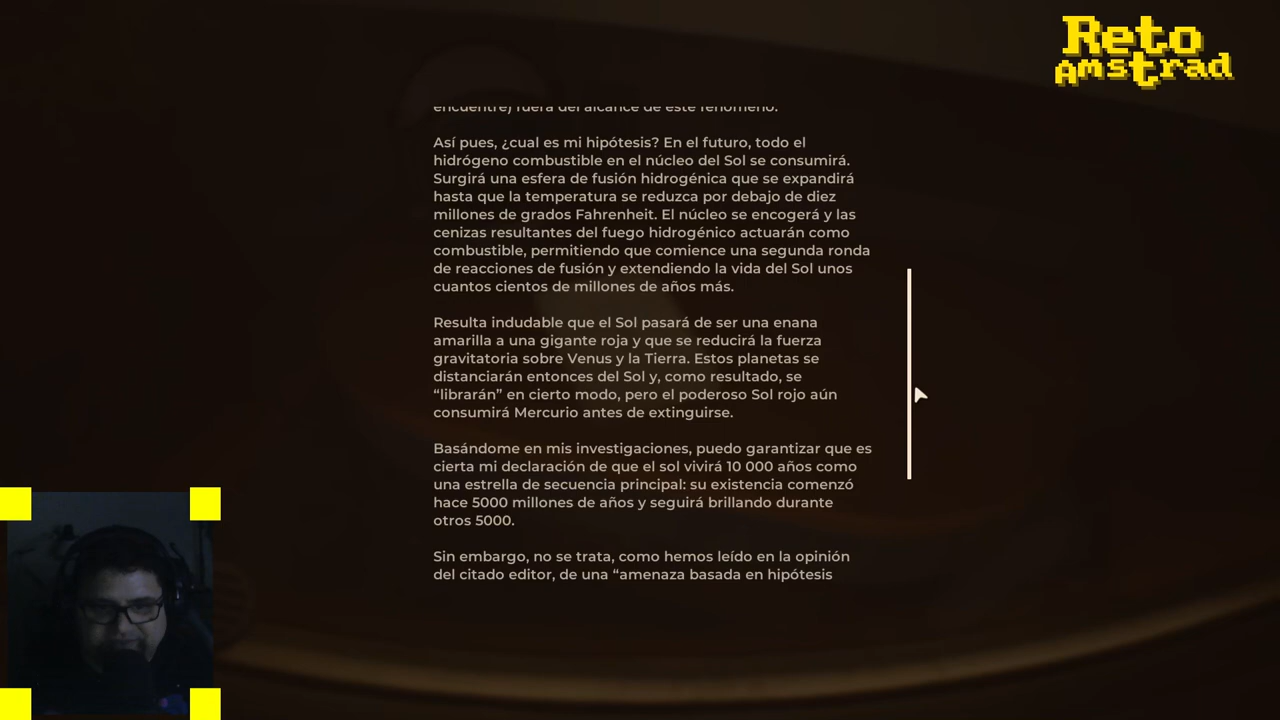 Reto
Amstrad
encuentre) fuera del alcance de este fenómeno.
Así pues, ¿cual es mi hipótesis? En el futuro, todo el
hidrógeno combustible en el núcleo del Sol se consumirá.
Surgirá una esfera de fusión hidrogénica que se expandirá
hasta que la temperatura se reduzca por debajo de diez
millones de grados Fahrenheit. El núcleo se encogerá y las
cenizas resultantes del fuego hidrogénico actuarán como
combustible, permitiendo que comience una segunda ronda
de reacciones de fusión y extendiendo la vida del Sol unos
cuantos cientos de millones de años más.
Resulta indudable que el Sol pasará de ser una enana
amarilla a una gigante roja y que se reducirá la fuerza
gravitatoria sobre Venus y la Tierra. Estos planetas se
distanciarán entonces del Sol y, como resultado, se
“librarán” en cierto modo, pero el poderoso Sol rojo aún
consumirá Mercurio antes de extinguirse.
Basándome en mis investigaciones, puedo garantizar que es
cierta mi declaración de que el sol vivirá 10 000 años como
una estrella de secuencia principal: su existencia comenzó
hace 5000 millones de años y seguirá brillando durante
otros 5000.
Sin embargo, no se trata, como hemos leído en la opinión
del citado editor, de una “amenaza basada en hipótesis